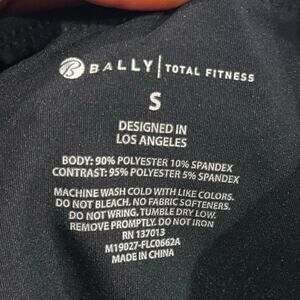 BALLY | TOTAL FITNESS
S
DESIGNED IN
LOS ANGELES
BODY: 90% POLYESTER 10% SPANDEX
CONTRAST: 95% POLYESTER 5% SPANDEX
MACHINE WASH COLD WITH LIKE COLORS.
DO NOT BLEACH. NO FABRIC SOFTENERS.
DO NOT WRING. TUMBLE DRY LOW.
REMOVE PROMPTLY. DO NOT IRON
RN 137013
M19027-FLC0662A
MADE IN CHINA